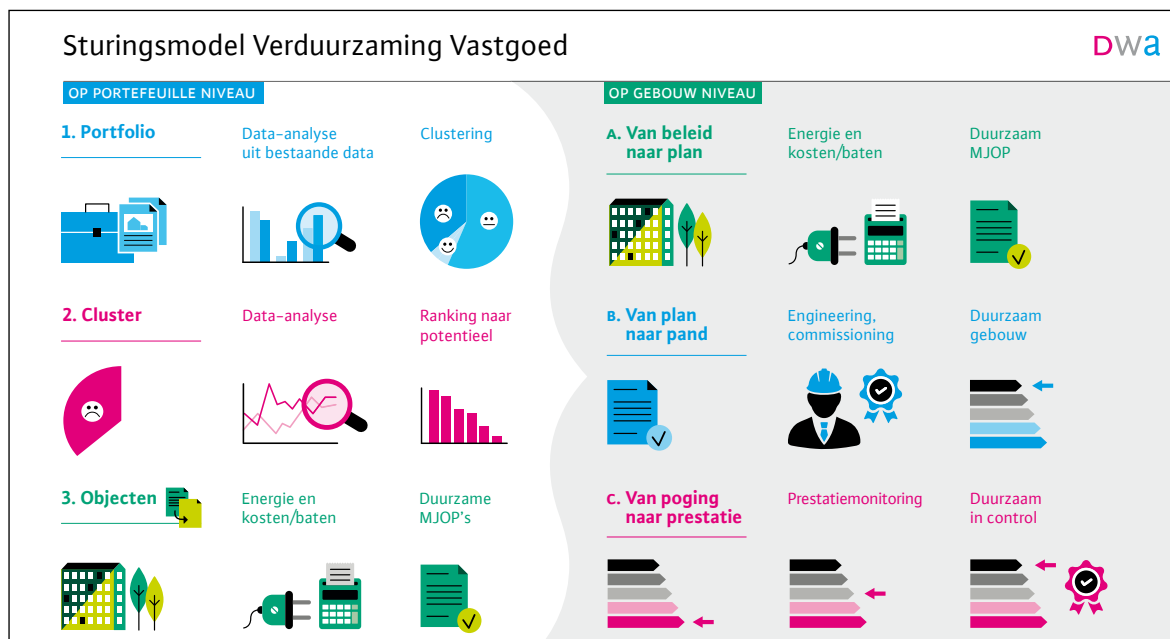 Sturingsmodel Verduurzaming Vastgoed
DWa
OP PORTEFEUILLE NIVEAU
1. Portfolio
Data-analyse
uit bestaande data
Clustering
2. Cluster
Data-analyse
Ranking naar
potentieel
3. Objecten
Energie en
kosten/baten
Duurzame
MJOP's
OP GEBOUW NIVEAU
A. Van beleid
naar plan
Energie en
kosten/baten
Duurzaam
MJOP
B. Van plan
naar pand
Engineering,
commissioning
Duurzaam
gebouw
C. Van poging
naar prestatie
Prestatiemonitoring
Duurzaam
in control